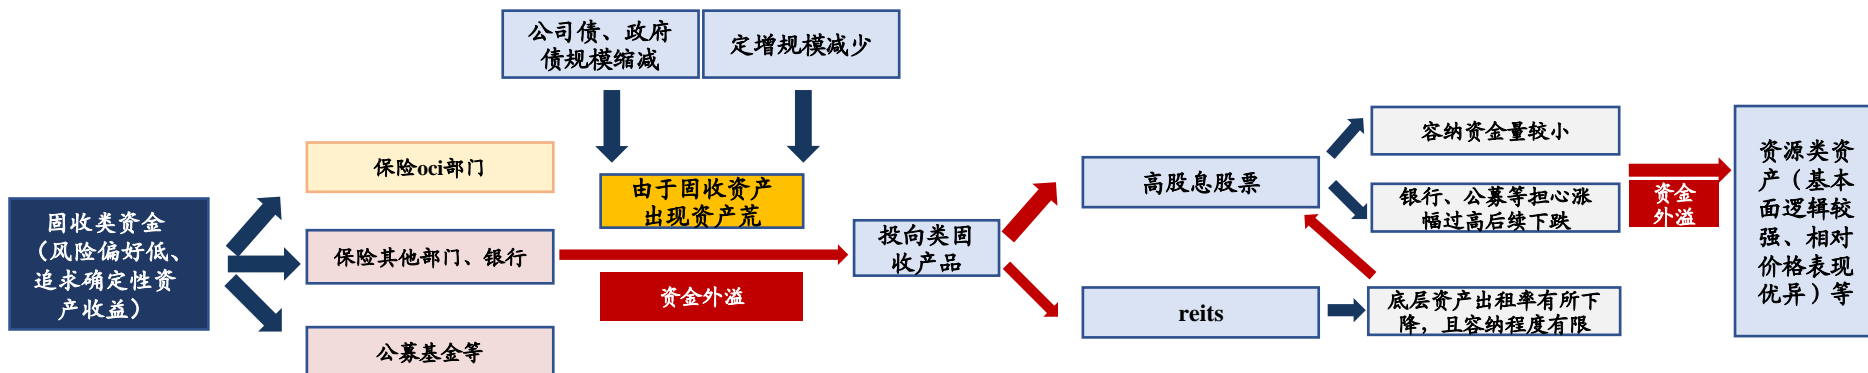 固收类资金
（风险偏好低、
追求确定性资
产收益）
保险oci部门
保险其他部门、银行
公募基金等
公司债、政府
债规模缩减
定增规模减少
由于固收资产
出现资产荒
资金外溢
投向类固
收产品
高股息股票
reits
容纳资金量较小
银行、公募等担心涨
幅过高后续下跌
底层资产出租率有所下
降，且容纳程度有限
资金
外溢
资源类资
产（基本
面逻辑较
强、相对
价格表现
优异）等